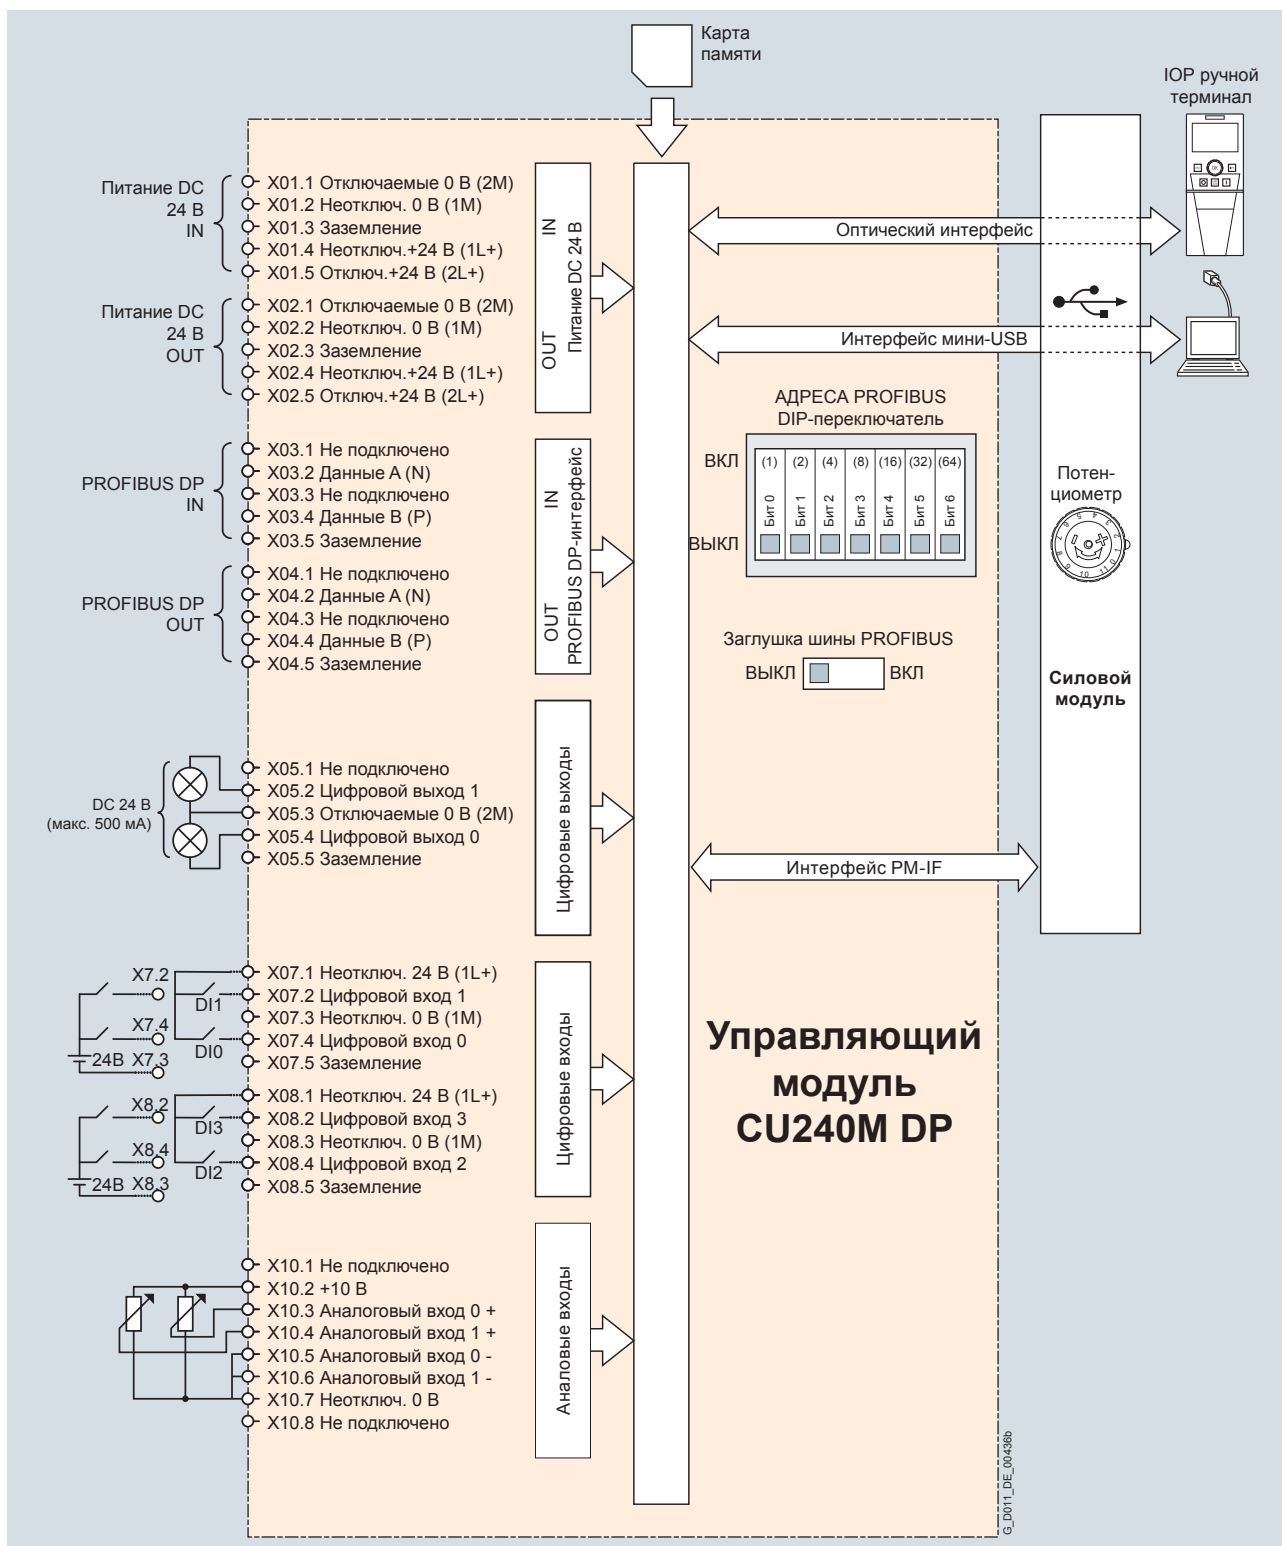 Карта
памяти
IOP ручной
терминал
Питание DC
24 В
IN
X01.1 Отключаемые 0 В (2M)
X01.2 Неотключ. 0 В (1M)
X01.3 Заземление
X01.4 Неотключ.+24 В (1L+)
X01.5 Отключ.+24 В (2L+)
Питание DC
24 В
OUT
X02.1 Отключаемые 0 В (2M)
X02.2 Неотключ. 0 В (1M)
X02.3 Заземление
X02.4 Неотключ.+24 В (1L+)
X02.5 Отключ.+24 В (2L+)
OUT IN
Питание DC 24 В
Оптический интерфейс
OK
Интерфейс мини-USB
АДРЕСА PROFIBUS
DIP-переключатель
ВКЛ
(1) (2) (4) (8) (16) (32) (64)
Бит 0 Бит 1 Бит 2 Бит 3 Бит 4 Бит 5 Бит 6
ВЫКЛ
PROFIBUS DP
IN
X03.1 Не подключено
X03.2 Данные A (N)
X03.3 Не подключено
X03.4 Данные B (P)
X03.5 Заземление
PROFIBUS DP
OUT
X04.1 Не подключено
X04.2 Данные A (N)
X04.3 Не подключено
X04.4 Данные B (P)
X04.5 Заземление
OUT IN
PROFIBUS DP-интерфейс
Потен-
циометр
0 1 2 3 4 5 6 7 8 9 10 11
Заглушка шины PROFIBUS
ВЫКЛ ВКЛ
Силовой
модуль
DC 24 В
(макс. 500 мА)
X05.1 Не подключено
X05.2 Цифровой выход 1
X05.3 Отключаемые 0 В (2M)
X05.4 Цифровой выход 0
X05.5 Заземление
Цифровые выходы
Интерфейс PM-IF
X7.2
DI1
X7.4
DI0
24В X7.3
X07.1 Неотключ. 24 В (1L+)
X07.2 Цифровой вход 1
X07.3 Неотключ. 0 В (1M)
X07.4 Цифровой вход 0
X07.5 Заземление
X8.2
DI3
X8.4
DI2
24В X8.3
X08.1 Неотключ. 24 В (1L+)
X08.2 Цифровой вход 3
X08.3 Неотключ. 0 В (1M)
X08.4 Цифровой вход 2
X08.5 Заземление
Цифровые входы
Управляющий
модуль
CU240M DP
X10.1 Не подключено
X10.2 +10 В
X10.3 Аналоговый вход 0 +
X10.4 Аналоговый вход 1 +
X10.5 Аналоговый вход 0 -
X10.6 Аналоговый вход 1 -
X10.7 Неотключ. 0 В
X10.8 Не подключено
Аналовые входы
G_D011_DE_00436b